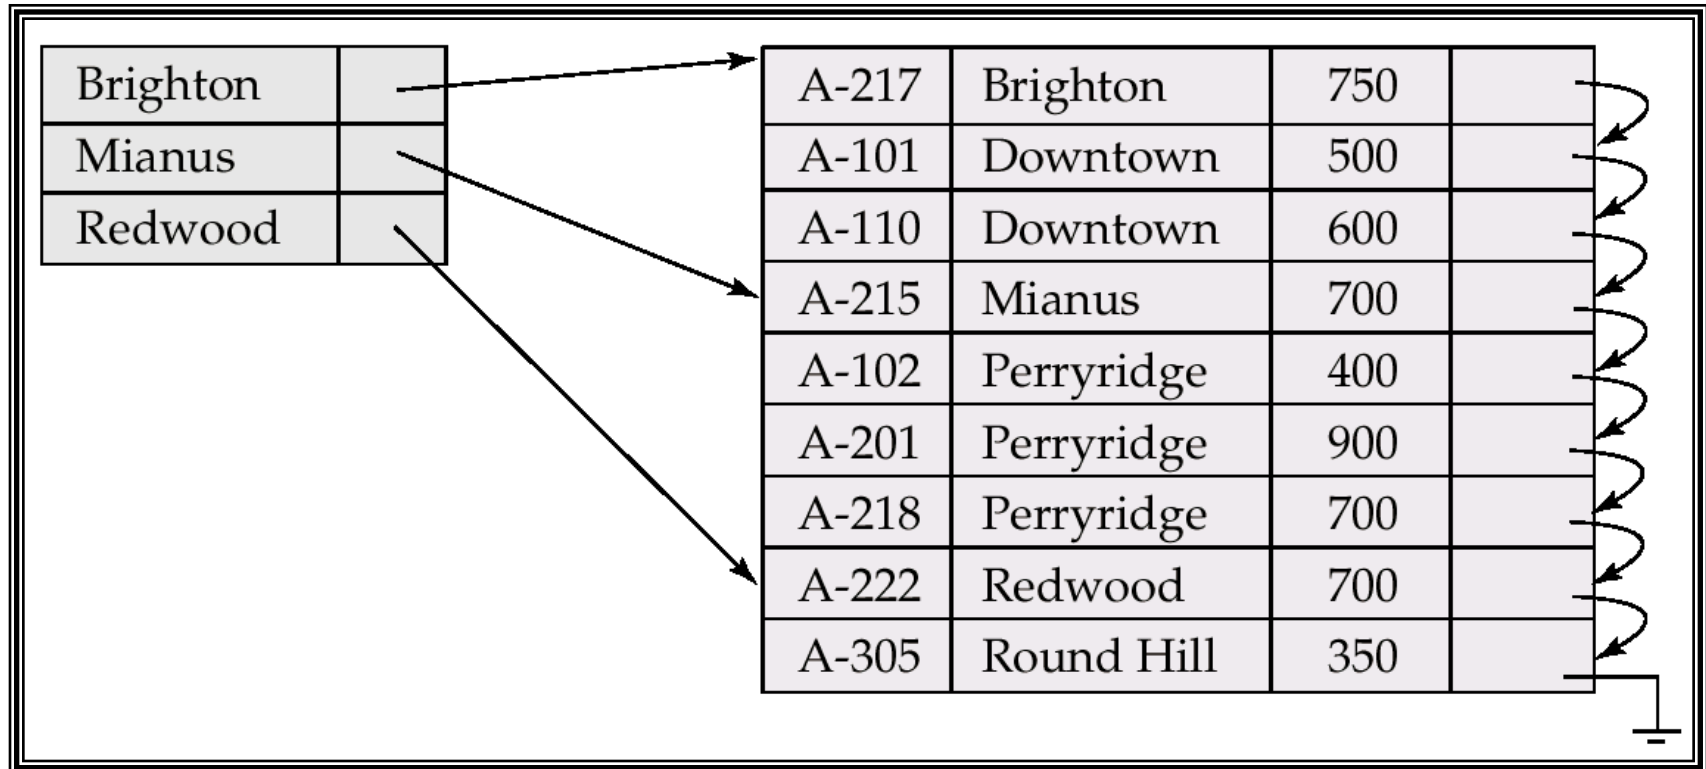 Brighton
Mianus
Redwood
A-217 Brighton 750
A-101 Downtown 500
A-110 Downtown 600
A-215 Mianus 700
A-102 Perryridge 400
A-201 Perryridge 900
A-218 Perryridge 700
A-222 Redwood 700
A-305 Round Hill 350